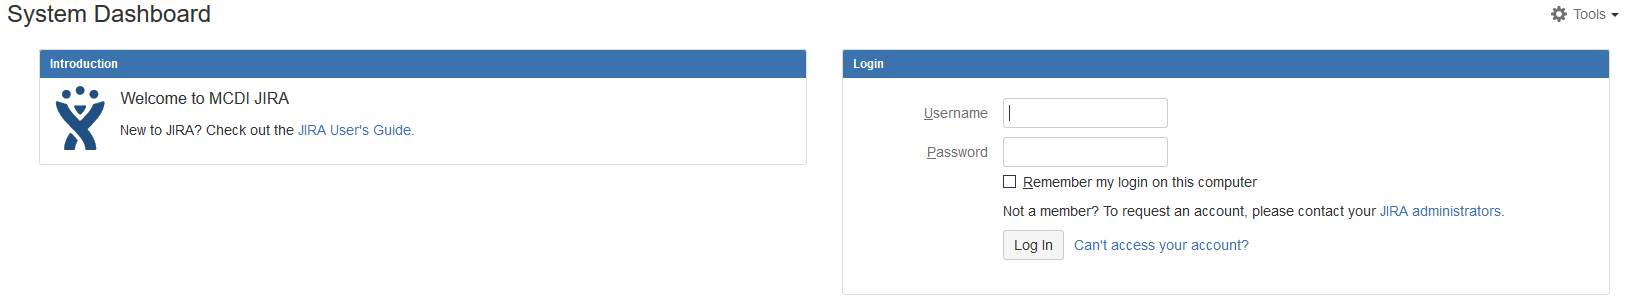 System Dashboard
Tools
Introduction
Welcome to MCDI JIRA
New to JIRA? Check out the JIRA User's Guide.
Login
Username
Password
Remember my login on this computer
Not a member? To request an account, please contact your JIRA administrators.
Log In Can't access your account?